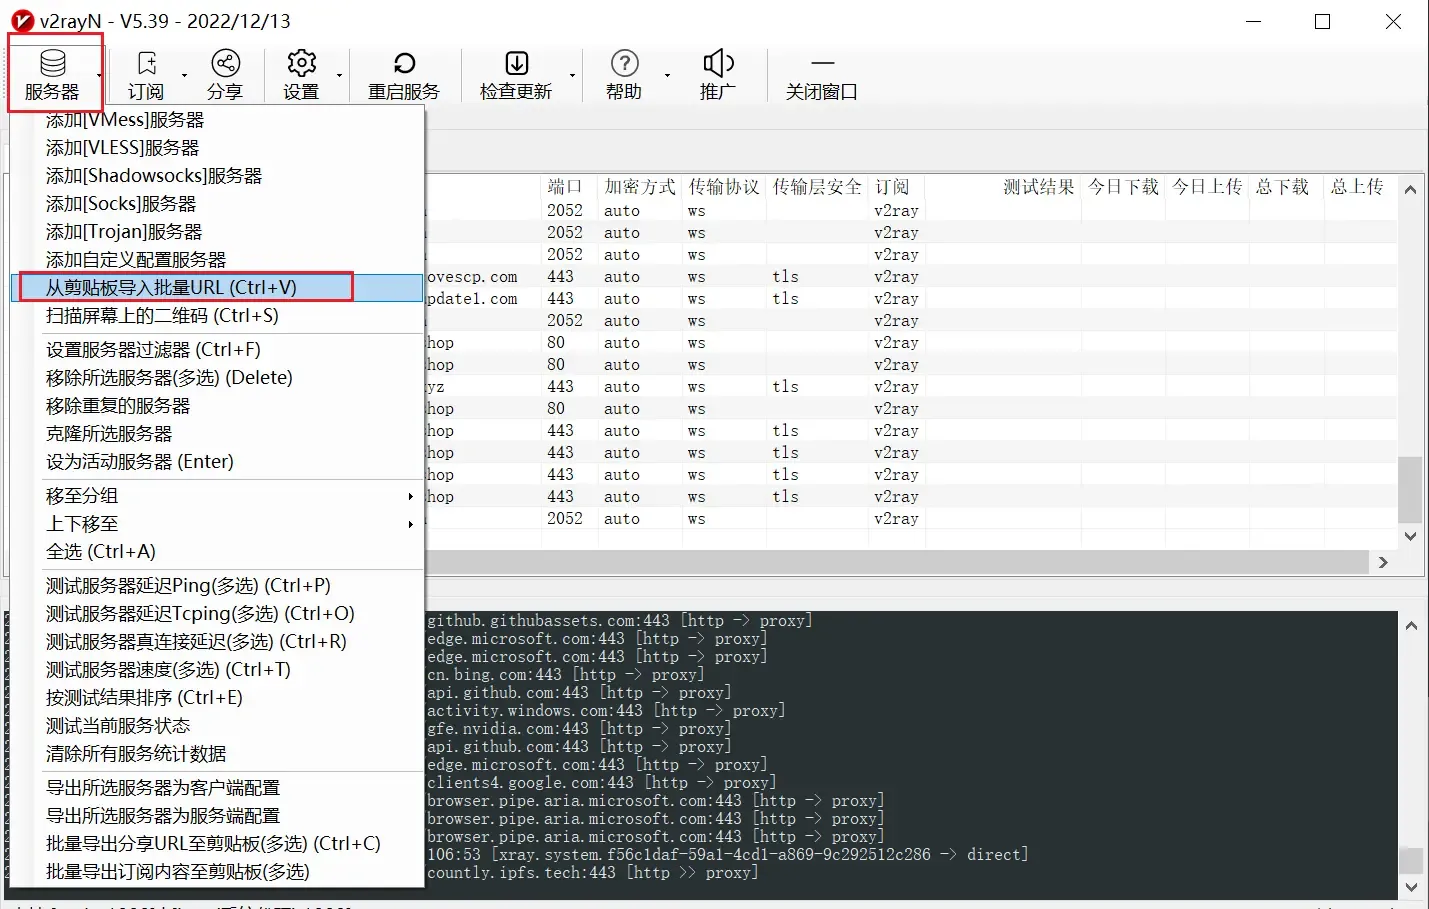 v2rayN - V5.39 - 2022/12/13
服务器 订阅 分享 设置 重启服务 检查更新 帮助 推广 关闭窗口
添加[VMess]服务器
添加[VLESS]服务器
添加[Shadowsocks]服务器
添加[Socks]服务器
添加[Trojan]服务器
添加自定义配置服务器
从剪贴板导入批量URL (Ctrl+V)
扫描屏幕上的二维码 (Ctrl+S)
设置服务器过滤器 (Ctrl+F)
移除所选服务器(多选) (Delete)
移除重复的服务器
克隆所选服务器
设为活动服务器 (Enter)
移至分组
上下移至
全选 (Ctrl+A)
测试服务器延迟Ping(多选) (Ctrl+P)
测试服务器延迟Tcping(多选) (Ctrl+O)
测试服务器真连接延迟(多选) (Ctrl+R)
测试服务器速度(多选) (Ctrl+T)
按测试结果排序 (Ctrl+E)
测试当前服务状态
清除所有服务统计数据
导出所选服务器为客户端配置
导出所选服务器为服务端配置
批量导出分享URL至剪贴板(多选) (Ctrl+C)
批量导出订阅内容至剪贴板(多选)
端口 加密方式 传输协议 传输层安全 订阅 测试结果 今日下载 今日上传 总下载 总上传
2052 auto ws v2ray
2052 auto ws v2ray
2052 auto ws v2ray
ovescp.com 443 auto ws tls v2ray
pdatel.com 443 auto ws tls v2ray
2052 auto ws v2ray
hop 80 auto ws v2ray
hop 80 auto ws v2ray
yz 443 auto ws tls v2ray
hop 80 auto ws v2ray
hop 443 auto ws tls v2ray
hop 443 auto ws tls v2ray
hop 443 auto ws tls v2ray
hop 443 auto ws tls v2ray
2052 auto ws v2ray
github.githubassets.com:443 [http -> proxy]
edge.microsoft.com:443 [http -> proxy]
edge.microsoft.com:443 [http -> proxy]
cn.bing.com:443 [http -> proxy]
api.github.com:443 [http -> proxy]
activity.windows.com:443 [http -> proxy]
gfe.nvidia.com:443 [http -> proxy]
api.github.com:443 [http -> proxy]
edge.microsoft.com:443 [http -> proxy]
clients4.google.com:443 [http -> proxy]
browser.pipe.aria.microsoft.com:443 [http -> proxy]
browser.pipe.aria.microsoft.com:443 [http -> proxy]
browser.pipe.aria.microsoft.com:443 [http -> proxy]
106:53 [xray.system.f56c1daf-59a1-4cd1-a869-9c292512c286 -> direct]
countly.ipfs.tech:443 [http >> proxy]